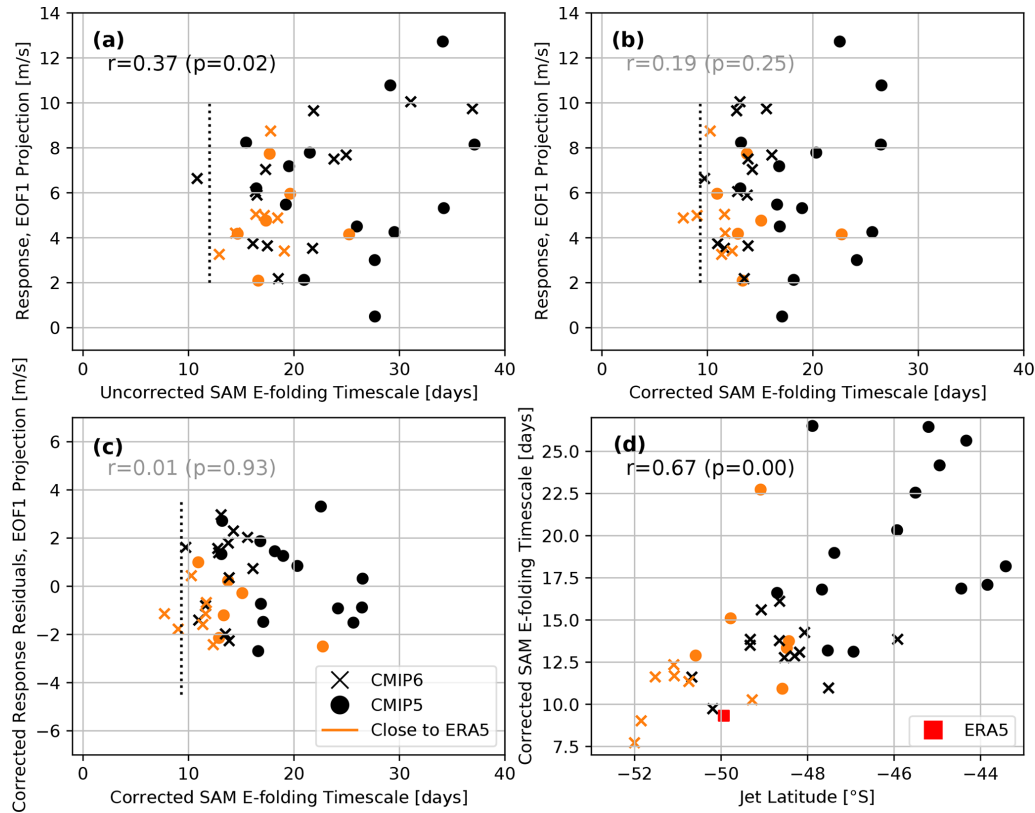 Response, EOF1 Projection [m/s]
14
12
10
8
6
4
2
0
(a)
r=0.37 (p=0.02)
0
10
20
30
40
Uncorrected SAM E-folding Timescale [days]
Response, EOF1 Projection [m/s]
14
12
10
8
6
4
2
0
(b)
r=0.19 (p=0.25)
0
10
20
30
40
Corrected SAM E-folding Timescale [days]
Corrected Response Residuals, EOF1 Projection [m/s]
6
4
2
0
−2
−4
−6
(c)
r=0.01 (p=0.93)
CMIP6
CMIP5
Close to ERA5
0
10
20
30
40
Corrected SAM E-folding Timescale [days]
Corrected SAM E-folding Timescale [days]
25.0
22.5
20.0
17.5
15.0
12.5
10.0
7.5
(d)
r=0.67 (p=0.00)
ERA5
−52
−50
−48
−46
−44
Jet Latitude [°S]